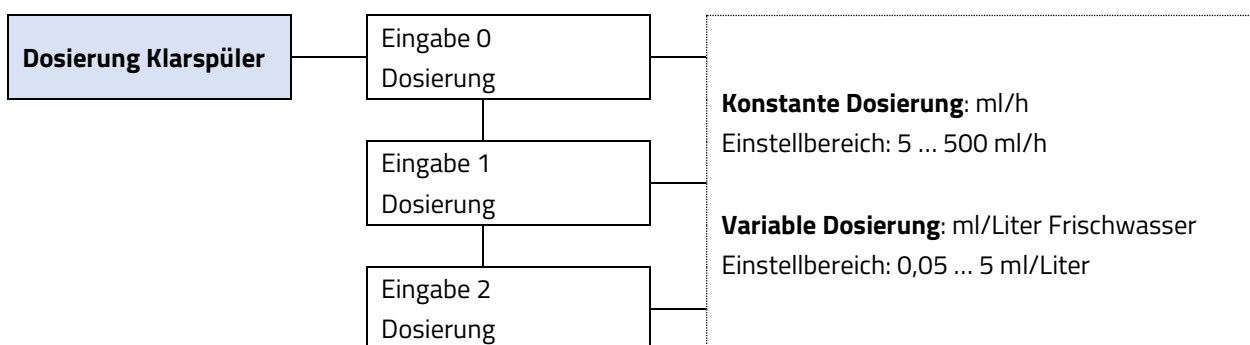 Dosierung Klarspüler
Eingabe 0
Dosierung
Eingabe 1
Dosierung
Eingabe 2
Dosierung
Konstante Dosierung: ml/h
Einstellbereich: 5 … 500 ml/h
Variable Dosierung: ml/Liter Frischwasser
Einstellbereich: 0,05 … 5 ml/Liter